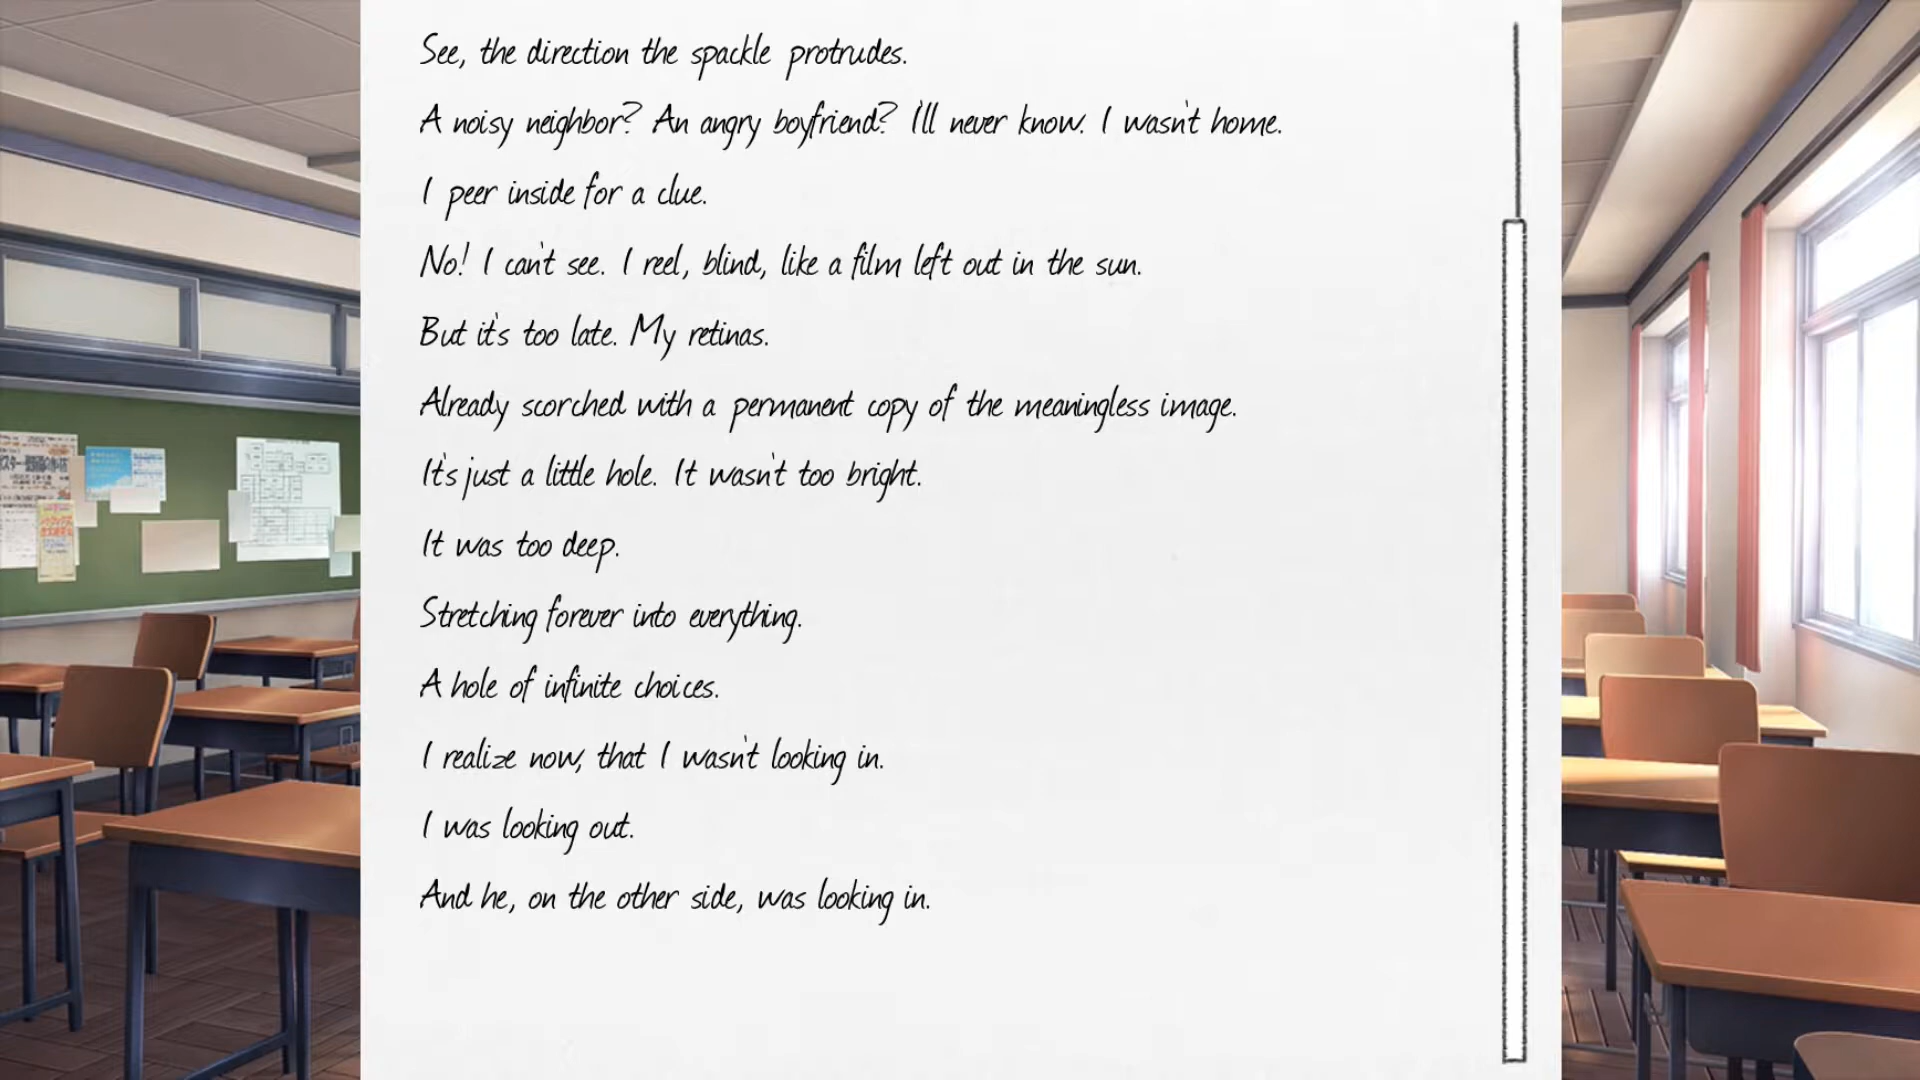 See, the direction the spackle protrudes.
A noisy neighbor? An angry boyfriend? I'll never know. I wasn't home.
I peer inside for a clue.
No! I can't see. I reel, blind, like a film left out in the sun.
But it's too late. My retinas.
Already scorched with a permanent copy of the meaningless image.
It's just a little hole. It wasn't too bright.
It was too deep.
Stretching forever into everything.
A hole of infinite choices.
I realize now, that I wasn't looking in.
I was looking out.
And he, on the other side, was looking in.